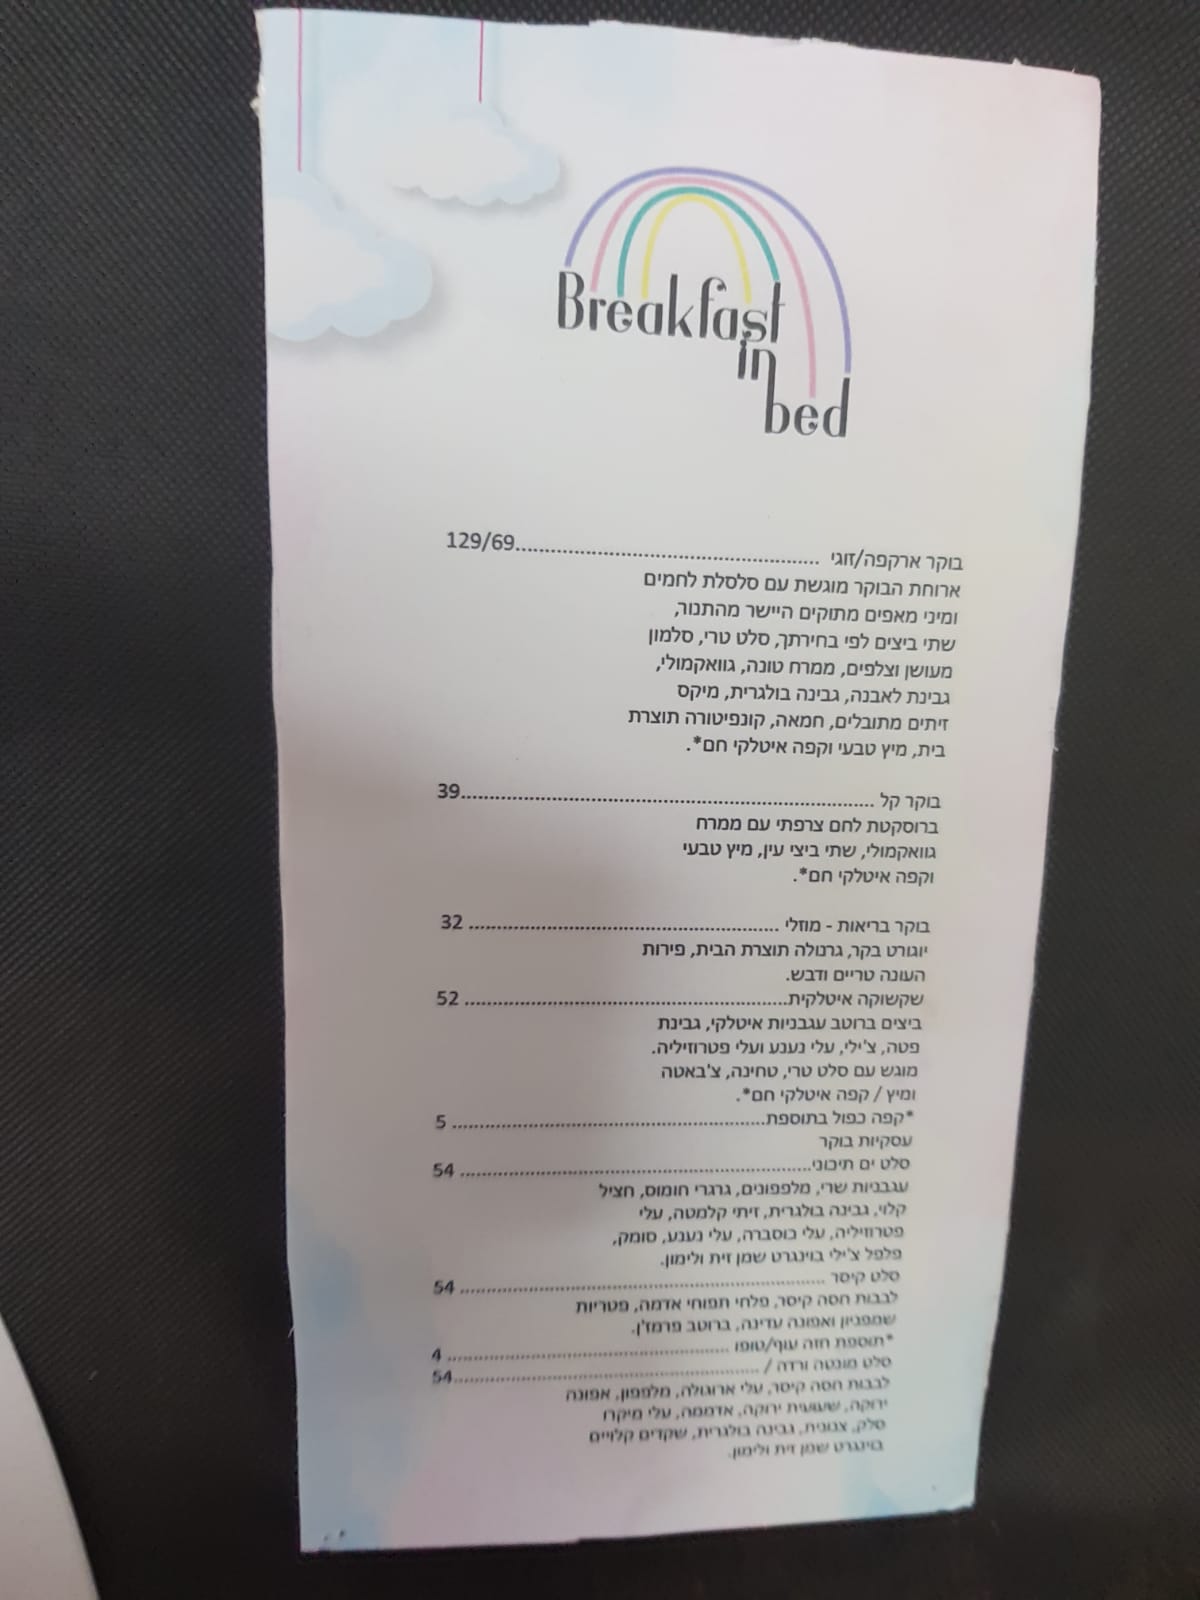 Breakfast
in
bed
בוקר ארקפה/זוגי ........................................................129/69
ארוחת הבוקר מוגשת עם סלסלת לחמים
ומיני מאפים מתוקים היישר מהתנור,
שתי ביצים לפי בחירתך, סלט טרי, סלמון
מעושן וצלפים, ממרח טונה, גוואקמולי,
גבינת לאבנה, גבינה בולגרית, מיקס
זיתים מתובלים, חמאה, קונפיטורה תוצרת
בית, מיץ טבעי וקפה איטלקי חם*.
בוקר קל ........................................................................39
ברוסקטת לחם צרפתי עם ממרח
גוואקמולי, שתי ביצי עין, מיץ טבעי
וקפה איטלקי חם*.
בוקר בריאות - מוזלי ...................................................... 32
יוגורט בקר, גרנולה תוצרת הבית, פירות
העונה טריים ודבש.
שקשוקה איטלקית......................................................... 52
ביצים ברוטב עגבניות איטלקי, גבינת
פטה, צ'ילי, עלי נענע ועלי פטרוזיליה.
מוגש עם סלט טרי, טחינה, צ'באטה
ומיץ / קפה איטלקי חם*.
*קפה כפול בתוספת....................................................... 5
עסקיות בוקר
סלט ים תיכוני.............................................................. 54
עגבניות שרי, מלפפונים, גרגרי חומוס, חציל
קלוי, גבינה בולגרית, זיתי קלמטה, עלי
פטרוזיליה, עלי כוסברה, עלי נענע, סומק,
פלפל צ'ילי בוינגרט שמן זית ולימון.
סלט קיסר ................................................................ 54
לבבות חסה קיסר, פלחי תפוחי אדמה, פטריות
שמפניון ואפונה עדינה, ברוטב פרמז'ן.
*תוספת חזה עוף/טופו .................................................. 4
סלט מונטה ורדה / ......................................................54
לבבות חסה קיסר, עלי ארוגולה, מלפפון, אפונה
ירוקה, שעועית ירוקה, אדממה, עלי מיקרו
סלק, צנונית, גבינה בולגרית, שקדים קלויים
בוינגרט שמן זית ולימון.